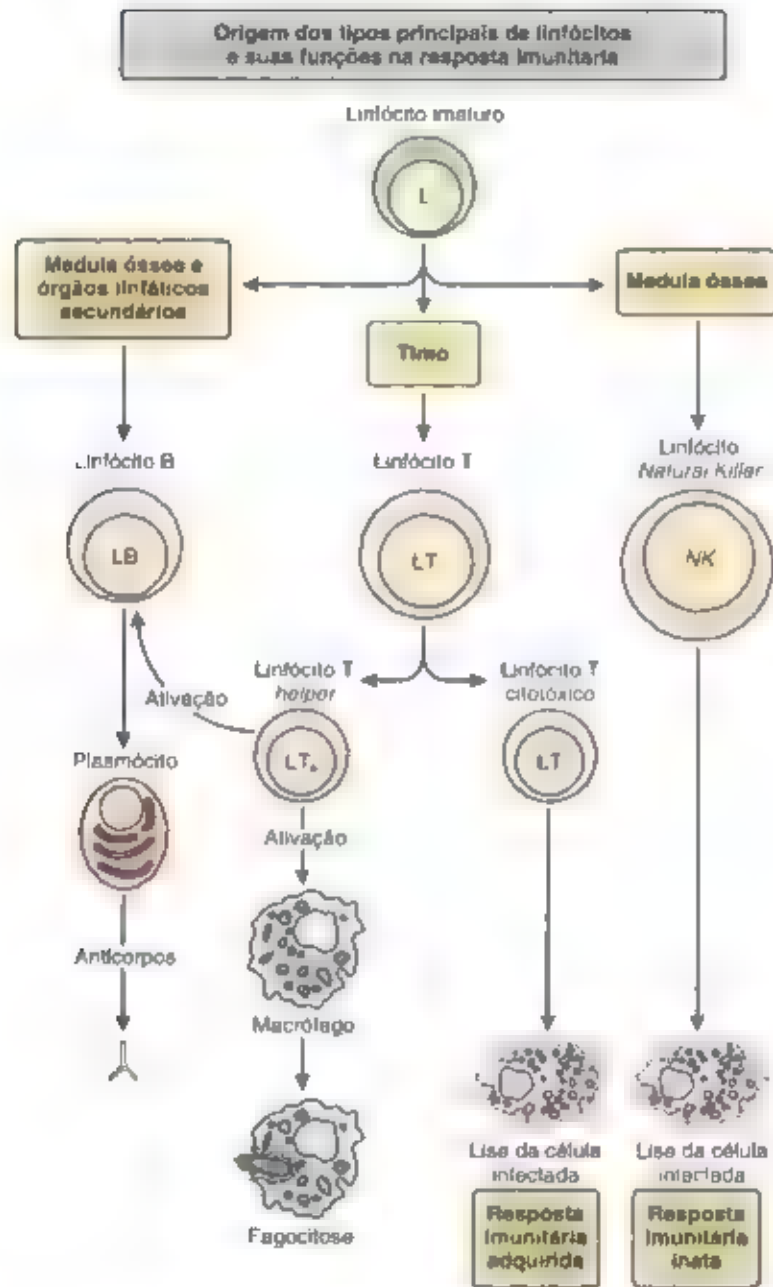 Origem dos tipos principais de linfócitos
e suas funções na resposta imunitária
Linfócito imaturo
L
Medula óssea e
órgãos linfáticos
secundários
Timo
Medula óssea
Linfócito B
Linfócito T
Linfócito
Natural Killer
LB
LT
NK
Ativação
Linfócito T
helper
Linfócito T
citotóxico
Plasmócito
LT
Ativação
Anticorpos
Macrófago
Lise da célula
infectada
Lise da célula
infectada
Fagocitose
Resposta
imunitária
adquirida
Resposta
imunitária
inata